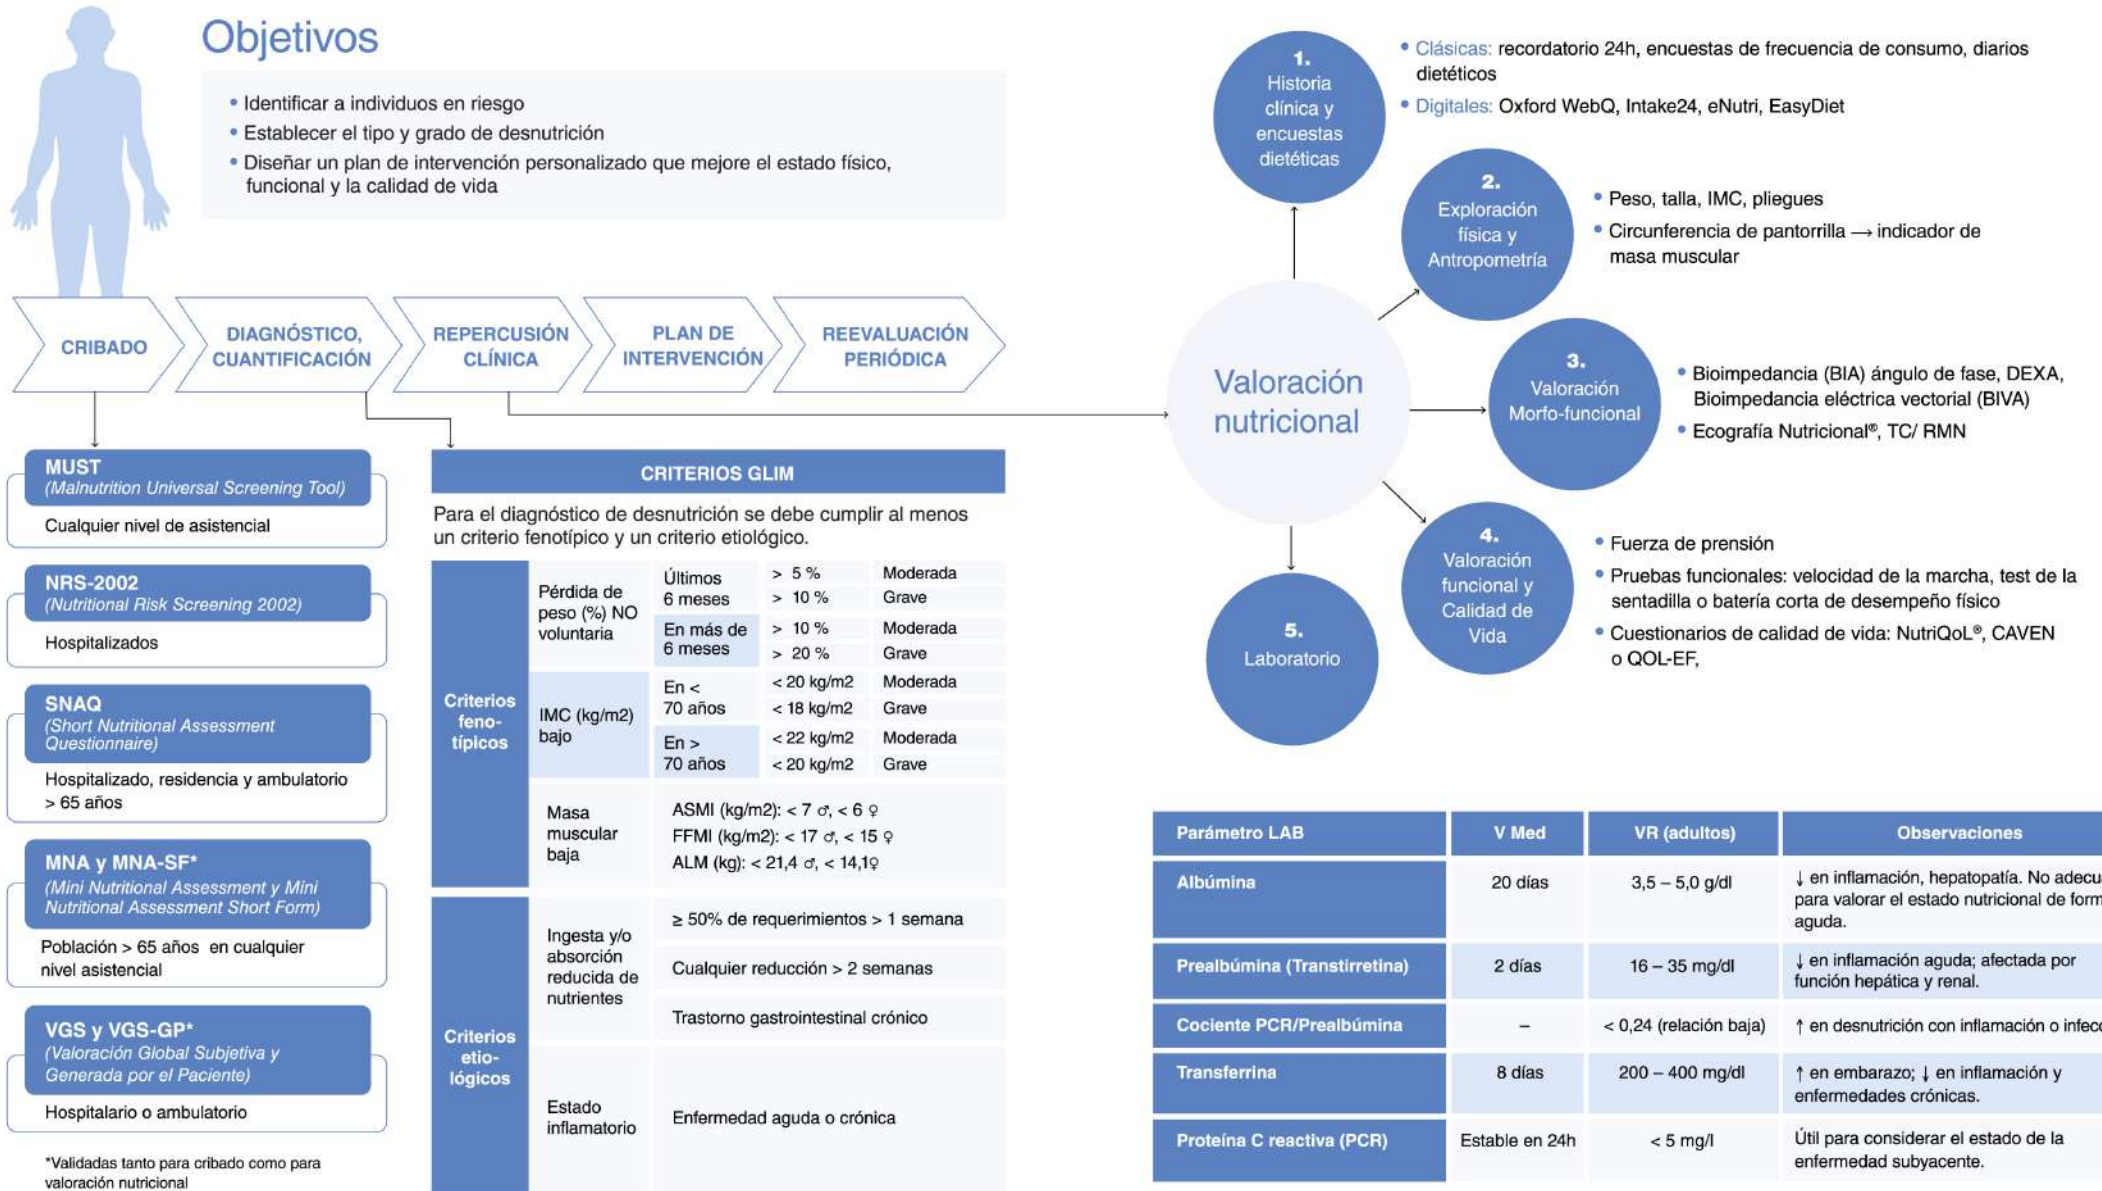 Objetivos
• Identificar a individuos en riesgo
• Establecer el tipo y grado de desnutrición
• Diseñar un plan de intervención personalizado que mejore el estado físico,
funcional y la calidad de vida
CRIBADO
DIAGNÓSTICO,
CUANTIFICACIÓN
REPERCUSIÓN
CLÍNICA
PLAN DE
INTERVENCIÓN
REEVALUACIÓN
PERIÓDICA
MUST
(Malnutrition Universal Screening Tool)
Cualquier nivel de asistencial
NRS-2002
(Nutritional Risk Screening 2002)
Hospitalizados
SNAQ
(Short Nutritional Assessment
Questionnaire)
Hospitalizado, residencia y ambulatorio
> 65 años
MNA y MNA-SF*
(Mini Nutritional Assessment y Mini
Nutritional Assessment Short Form)
Población > 65 años en cualquier
nivel asistencial
VGS y VGS-GP*
(Valoración Global Subjetiva y
Generada por el Paciente)
Hospitalario o ambulatorio
*Validadas tanto para cribado como para
valoración nutricional
CRITERIOS GLIM
Para el diagnóstico de desnutrición se debe cumplir al menos
un criterio fenotípico y un criterio etiológico.
Criterios
feno-
típicos
Pérdida de
peso (%) NO
voluntaria
Últimos
6 meses
> 5 % Moderada
> 10 % Grave
En más de
6 meses
> 10 % Moderada
> 20 % Grave
IMC (kg/m2)
bajo
En <
70 años
< 20 kg/m2 Moderada
< 18 kg/m2 Grave
En >
70 años
< 22 kg/m2 Moderada
< 20 kg/m2 Grave
Masa
muscular
baja
ASMI (kg/m2): < 7 ♂, < 6 ♀
FFMI (kg/m2): < 17 ♂, < 15 ♀
ALM (kg): < 21,4 ♂, < 14,1♀
Criterios
etio-
lógicos
Ingesta y/o
absorción
reducida de
nutrientes
≥ 50% de requerimientos > 1 semana
Cualquier reducción > 2 semanas
Trastorno gastrointestinal crónico
Estado
inflamatorio
Enfermedad aguda o crónica
Valoración
nutricional
1.
Historia
clínica y
encuestas
dietéticas
• Clásicas: recordatorio 24h, encuestas de frecuencia de consumo, diarios
dietéticos
• Digitales: Oxford WebQ, Intake24, eNutri, EasyDiet
2.
Exploración
física y
Antropometría
• Peso, talla, IMC, pliegues
• Circunferencia de pantorrilla → indicador de
masa muscular
3.
Valoración
Morfo-funcional
• Bioimpedancia (BIA) ángulo de fase, DEXA,
Bioimpedancia eléctrica vectorial (BIVA)
• Ecografía Nutricional®, TC/ RMN
4.
Valoración
funcional y
Calidad de
Vida
• Fuerza de prensión
• Pruebas funcionales: velocidad de la marcha, test de la
sentadilla o batería corta de desempeño físico
• Cuestionarios de calidad de vida: NutriQoL®, CAVEN
o QOL-EF,
5.
Laboratorio
Parámetro LAB V Med VR (adultos) Observaciones
Albúmina 20 días 3,5 – 5,0 g/dl ↓ en inflamación, hepatopatía. No
para valorar el estado nutricional de
aguda.
Prealbúmina (Transtirretina) 2 días 16 – 35 mg/dl ↓ en inflamación aguda; afectada por
función hepática y renal.
Cociente PCR/Prealbúmina – < 0,24 (relación baja) ↑ en desnutrición con inflamación o
Transferrina 8 días 200 – 400 mg/dl ↑ en embarazo; ↓ en inflamación y
enfermedades crónicas.
Proteína C reactiva (PCR) Estable en 24h < 5 mg/l Útil para considerar el estado de la
enfermedad subyacente.